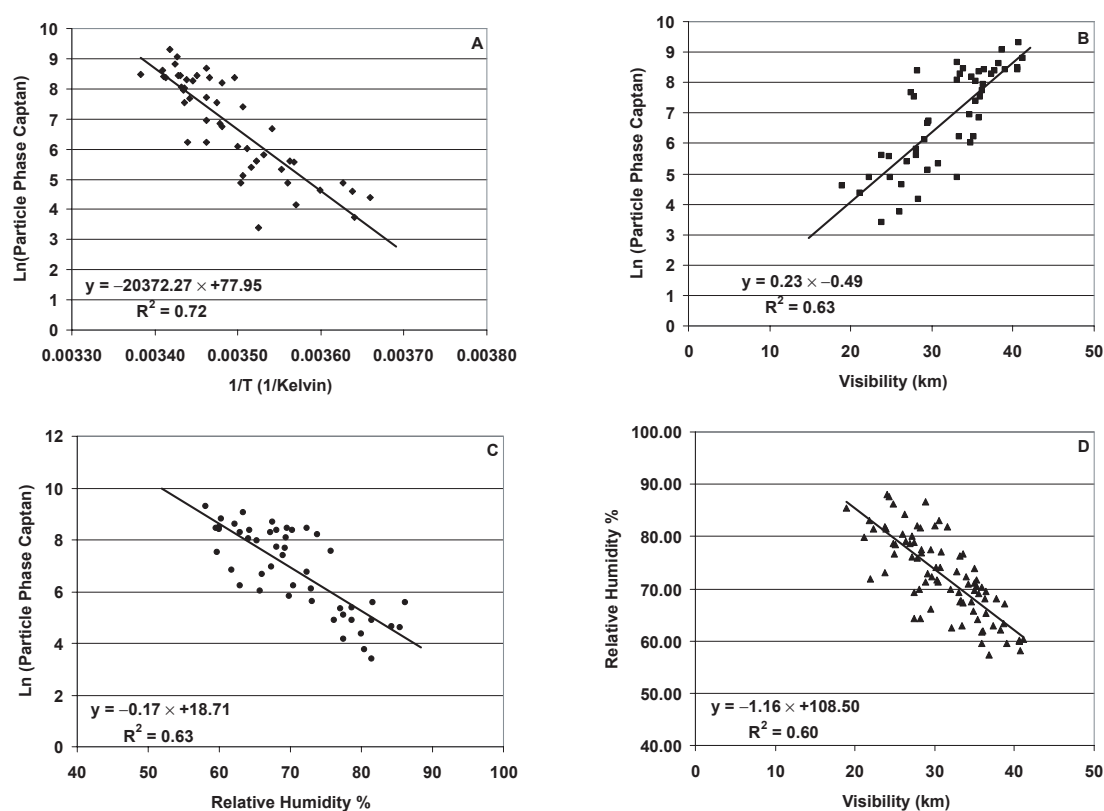 A
Ln(Particle Phase Captan)
10
9
8
7
6
5
4
3
2
1
0
y = −20372.27 × +77.95
R² = 0.72
0.00330 0.00340 0.00350 0.00360 0.00370 0.00380
1/T (1/Kelvin)
B
Ln (Particle Phase Captan)
10
9
8
7
6
5
4
3
2
1
0
y = 0.23 × −0.49
R² = 0.63
0 10 20 30 40 50
Visibility (km)
C
Ln (Particle Phase Captan)
12
10
8
6
4
2
0
y = −0.17 × +18.71
R² = 0.63
40 50 60 70 80 90 100
Relative Humidity %
D
Relative Humidity %
100.00
90.00
80.00
70.00
60.00
50.00
40.00
y = −1.16 × +108.50
R² = 0.60
0 10 20 30 40 50
Visibility (km)